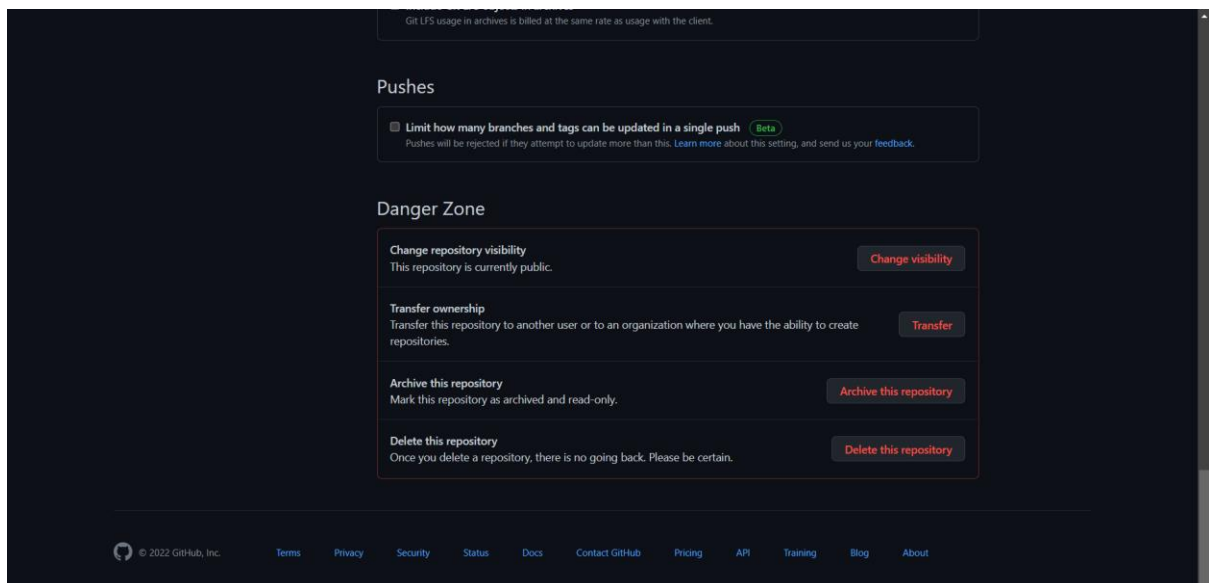 Git LFS usage in archives is billed at the same rate as usage with the client.
Pushes
Limit how many branches and tags can be updated in a single push Beta
Pushes will be rejected if they attempt to update more than this. Learn more about this setting, and send us your feedback.
Danger Zone
Change repository visibility
This repository is currently public.
Change visibility
Transfer ownership
Transfer this repository to another user or to an organization where you have the ability to create
repositories.
Transfer
Archive this repository
Mark this repository as archived and read-only.
Archive this repository
Delete this repository
Once you delete a repository, there is no going back. Please be certain.
Delete this repository
© 2022 GitHub, Inc. Terms Privacy Security Status Docs Contact GitHub Pricing API Training Blog About